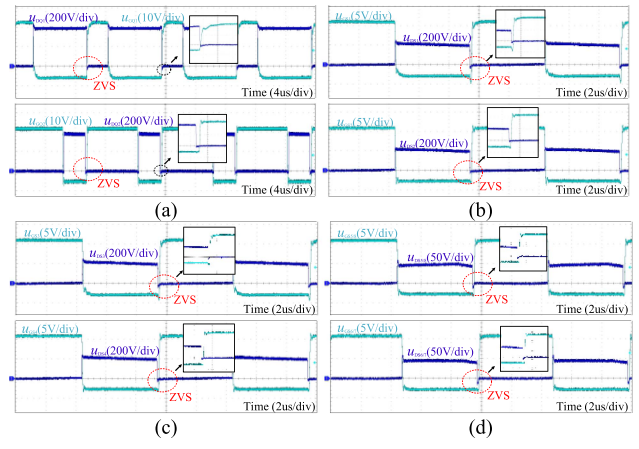 u(200V/div) u(10V/div)
ZVS
Time (4us/div)
u(10V/div) u(200V/div)
ZVS
Time (4us/div)
(a)
u(5V/div)
u(200V/div)
ZVS
Time (2us/div)
u(5V/div)
u(200V/div)
ZVS
Time (2us/div)
(b)
u(5V/div)
u(200V/div)
ZVS
Time (2us/div)
u(5V/div)
u(200V/div)
ZVS
Time (2us/div)
(c)
u(5V/div)
u(50V/div)
ZVS
Time (2us/div)
u(5V/div)
u(50V/div)
ZVS
Time (2us/div)
(d)